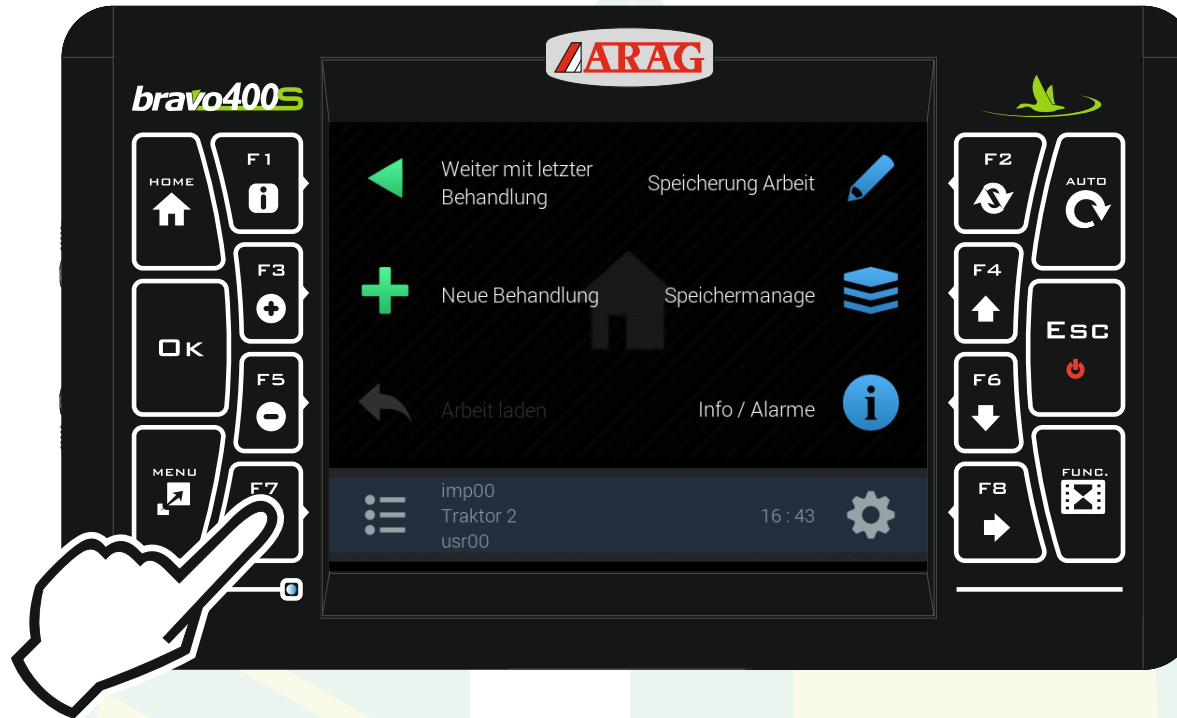 ARAG
bravo400S
HOME
F1
F3
OK
F5
MENU
F7
Weiter mit letzter
Behandlung
Speicherung Arbeit
Neue Behandlung
Speichermanage
Arbeit laden
Info / Alarme
imp00
Traktor 2
usr00
16 : 43
F2
AUTO
F4
Esc
F6
FUNC.
F8